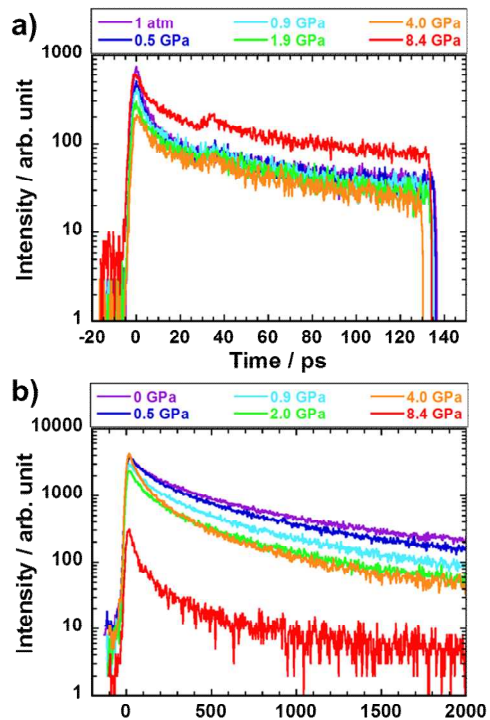 a)
1 atm 0.9 GPa 4.0 GPa
0.5 GPa 1.9 GPa 8.4 GPa
Intensity / arb. unit
1000
100
10
1
-20 0 20 40 60 80 100 120 140
Time / ps
b)
0 GPa 0.9 GPa 4.0 GPa
0.5 GPa 2.0 GPa 8.4 GPa
Intensity / arb. unit
10000
1000
100
10
1
0 500 1000 1500 2000